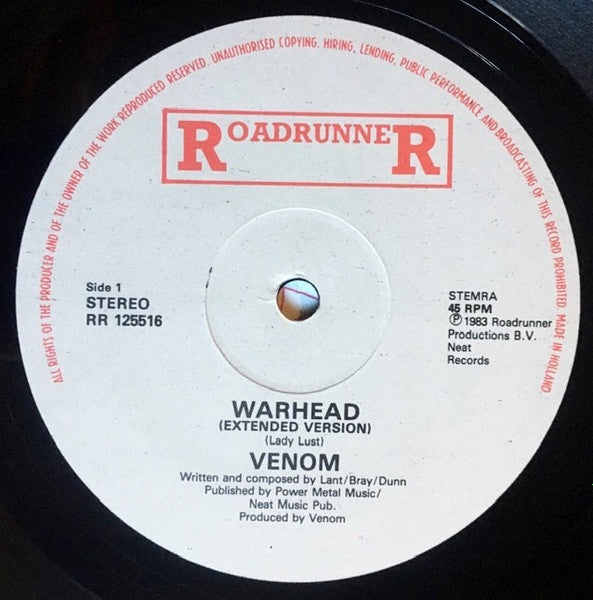 ALL RIGHTS OF THE PRODUCER AND OF THE OWNER OF THE WORK REPRODUCED RESERVED. UNAUTHORISED COPYING, HIRING, LENDING, PUBLIC PERFORMANCE AND BROADCASTING OF THIS RECORD PROHIBITED. MADE IN HOLLAND.
ROADRUNNER
Side 1
STEREO
RR 125516
STEMRA
45 RPM
℗ 1983 Roadrunner
Productions B.V.
Neat
Records
WARHEAD
(EXTENDED VERSION)
(Lady Lust)
VENOM
Written and composed by Lant/Bray/Dunn
Published by Power Metal Music/
Neat Music Pub.
Produced by Venom